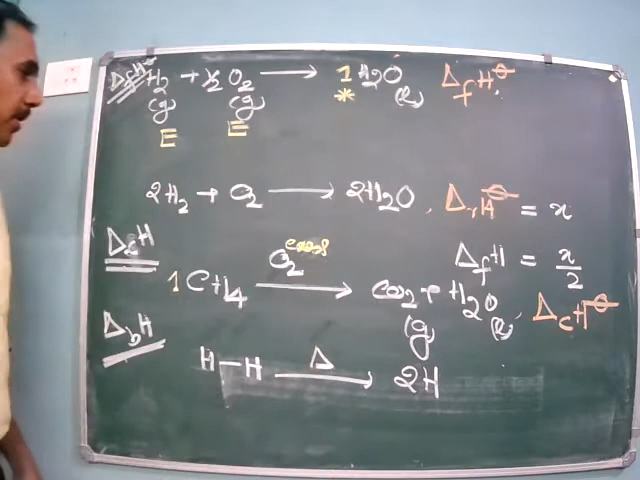 ΔfH° H₂ + ½ O₂ ⟶ 1 H₂O ΔfH⊖.
(g) (g) * (l)
E E
2H₂ + O₂ ⟶ 2H₂O, ΔrH⊖ = x
ΔcH
ΔfH = x/2
1 CH₄ —O₂ excess⟶ CO₂ + H₂O, ΔcH⊖
(g) (l)
ΔbH
H—H —Δ⟶ 2H